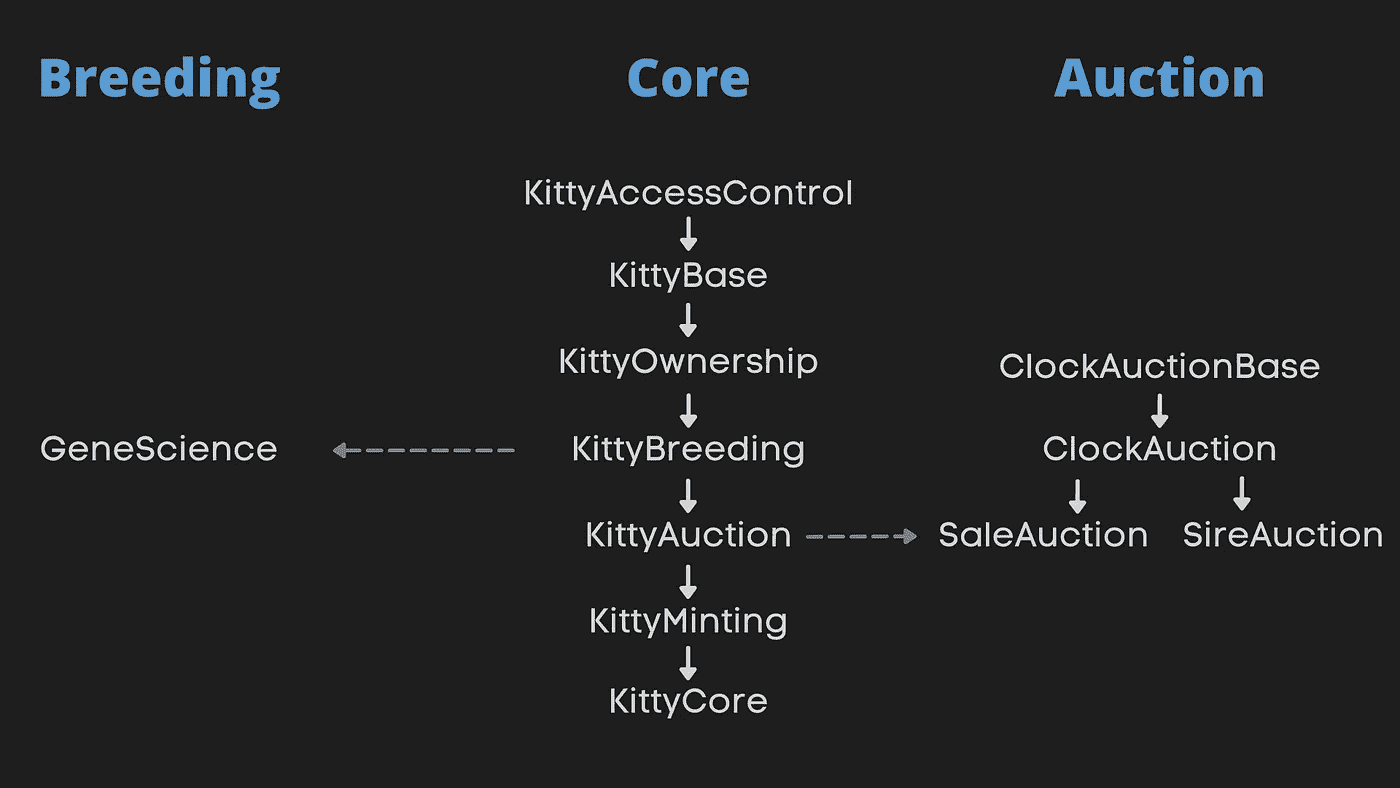 Breeding
Core
Auction
KittyAccessControl
KittyBase
KittyOwnership
ClockAuctionBase
GeneScience
KittyBreeding
ClockAuction
KittyAuction
SaleAuction
SireAuction
KittyMinting
KittyCore